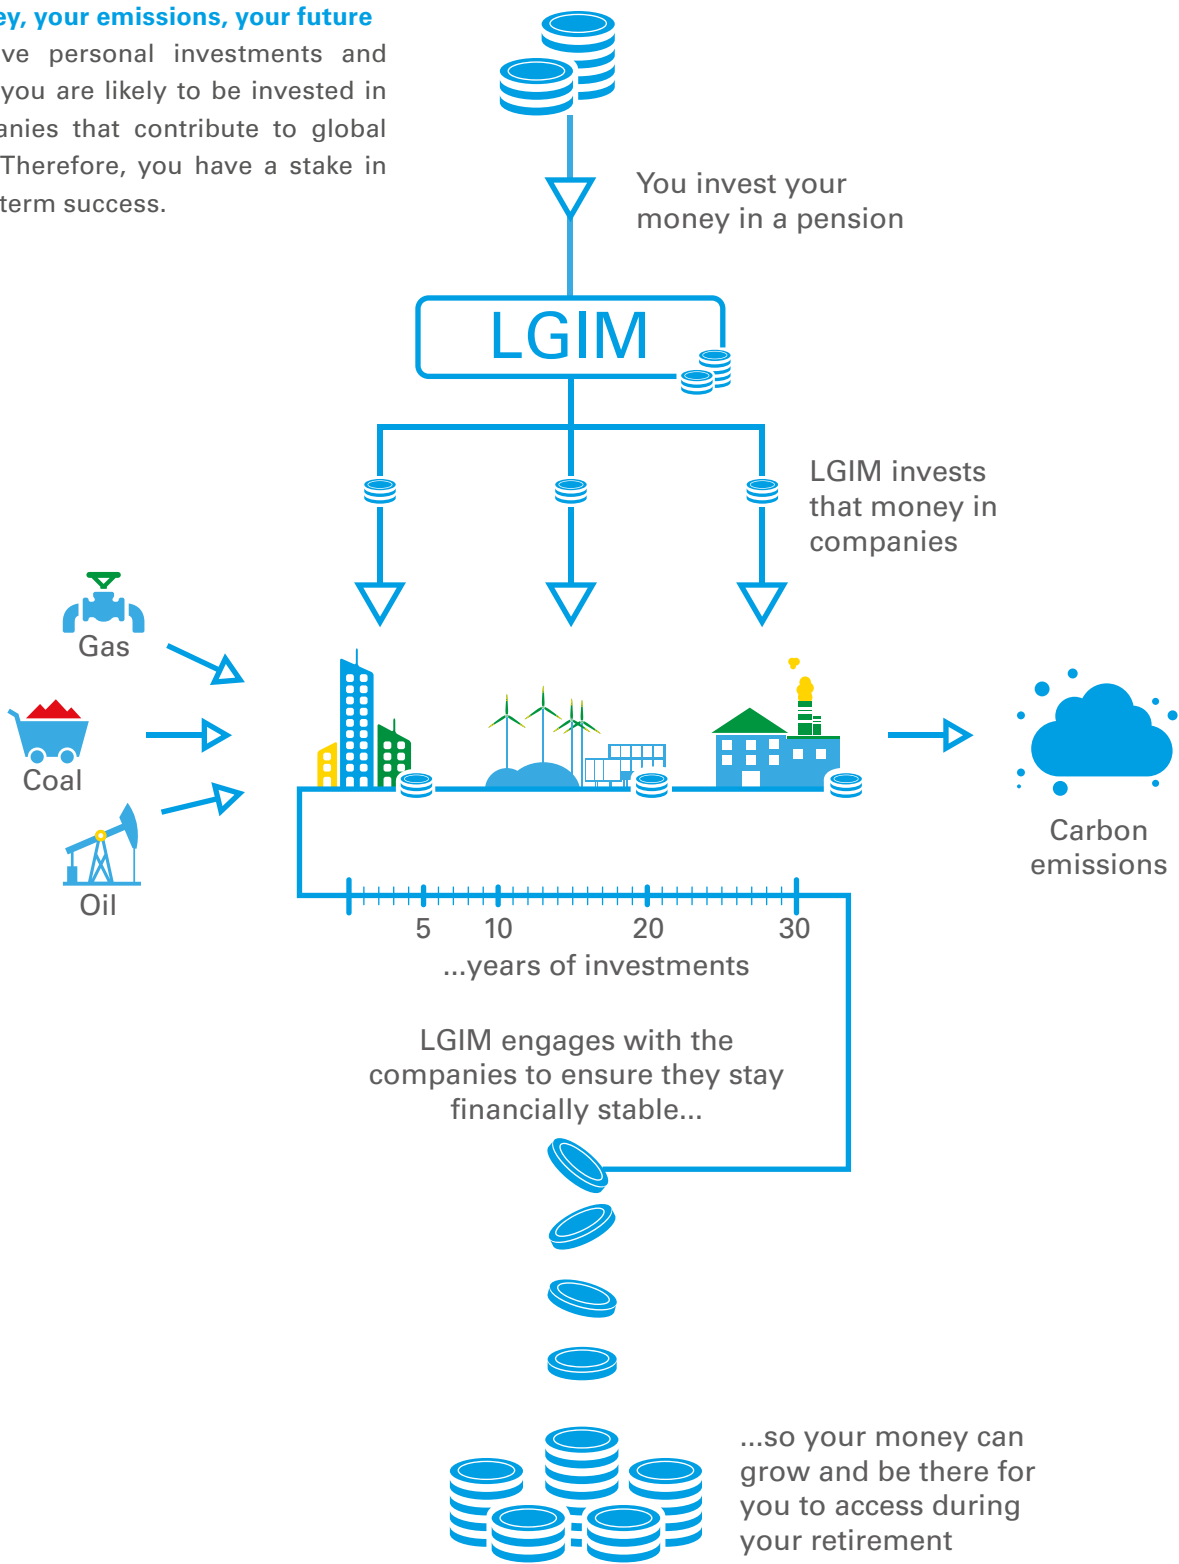 ey, your emissions, your future
ve personal investments and
you are likely to be invested in
anies that contribute to global
Therefore, you have a stake in
term success.
You invest your
money in a pension
LGIM
LGIM invests
that money in
companies
Gas
Coal
Oil
Carbon
emissions
5 10 20 30
...years of investments
LGIM engages with the
companies to ensure they stay
financially stable...
...so your money can
grow and be there for
you to access during
your retirement